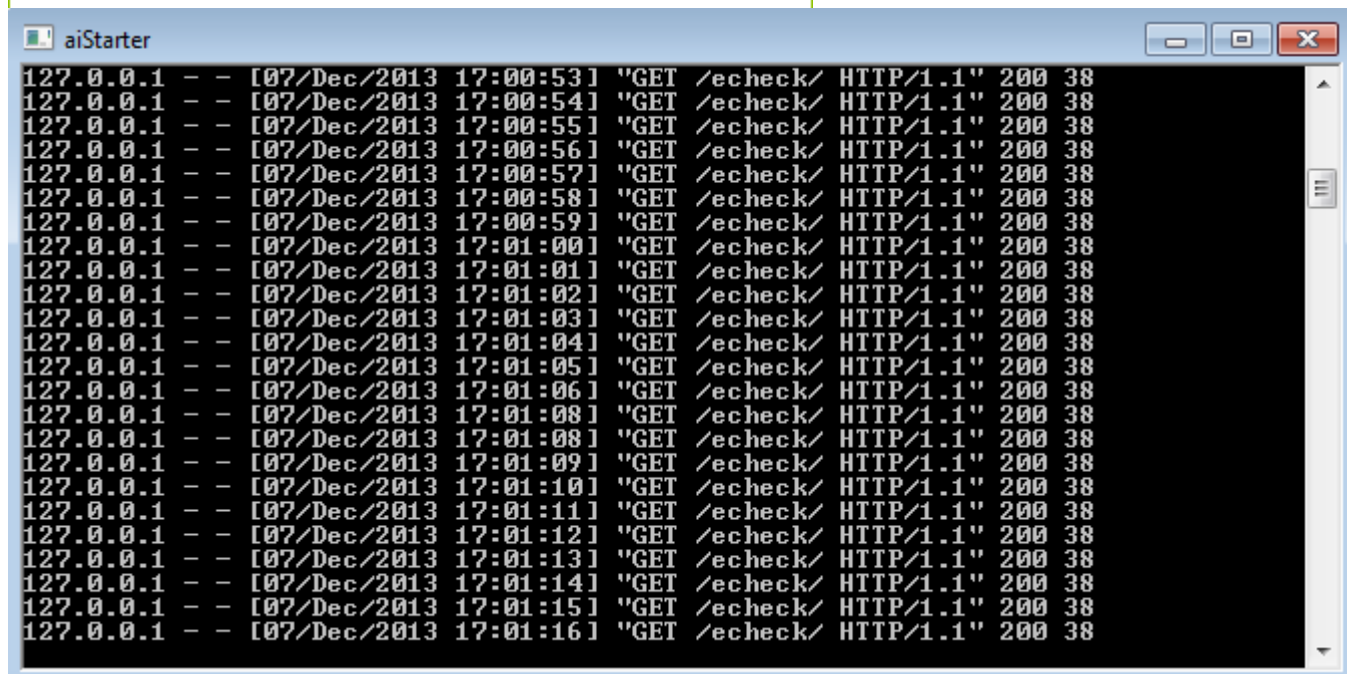 aiStarter
127.0.0.1 - - [07/Dec/2013 17:00:53] "GET /echeck/ HTTP/1.1" 200 38
127.0.0.1 - - [07/Dec/2013 17:00:54] "GET /echeck/ HTTP/1.1" 200 38
127.0.0.1 - - [07/Dec/2013 17:00:55] "GET /echeck/ HTTP/1.1" 200 38
127.0.0.1 - - [07/Dec/2013 17:00:56] "GET /echeck/ HTTP/1.1" 200 38
127.0.0.1 - - [07/Dec/2013 17:00:57] "GET /echeck/ HTTP/1.1" 200 38
127.0.0.1 - - [07/Dec/2013 17:00:58] "GET /echeck/ HTTP/1.1" 200 38
127.0.0.1 - - [07/Dec/2013 17:00:59] "GET /echeck/ HTTP/1.1" 200 38
127.0.0.1 - - [07/Dec/2013 17:01:00] "GET /echeck/ HTTP/1.1" 200 38
127.0.0.1 - - [07/Dec/2013 17:01:01] "GET /echeck/ HTTP/1.1" 200 38
127.0.0.1 - - [07/Dec/2013 17:01:02] "GET /echeck/ HTTP/1.1" 200 38
127.0.0.1 - - [07/Dec/2013 17:01:03] "GET /echeck/ HTTP/1.1" 200 38
127.0.0.1 - - [07/Dec/2013 17:01:04] "GET /echeck/ HTTP/1.1" 200 38
127.0.0.1 - - [07/Dec/2013 17:01:05] "GET /echeck/ HTTP/1.1" 200 38
127.0.0.1 - - [07/Dec/2013 17:01:06] "GET /echeck/ HTTP/1.1" 200 38
127.0.0.1 - - [07/Dec/2013 17:01:08] "GET /echeck/ HTTP/1.1" 200 38
127.0.0.1 - - [07/Dec/2013 17:01:08] "GET /echeck/ HTTP/1.1" 200 38
127.0.0.1 - - [07/Dec/2013 17:01:09] "GET /echeck/ HTTP/1.1" 200 38
127.0.0.1 - - [07/Dec/2013 17:01:10] "GET /echeck/ HTTP/1.1" 200 38
127.0.0.1 - - [07/Dec/2013 17:01:11] "GET /echeck/ HTTP/1.1" 200 38
127.0.0.1 - - [07/Dec/2013 17:01:12] "GET /echeck/ HTTP/1.1" 200 38
127.0.0.1 - - [07/Dec/2013 17:01:13] "GET /echeck/ HTTP/1.1" 200 38
127.0.0.1 - - [07/Dec/2013 17:01:14] "GET /echeck/ HTTP/1.1" 200 38
127.0.0.1 - - [07/Dec/2013 17:01:15] "GET /echeck/ HTTP/1.1" 200 38
127.0.0.1 - - [07/Dec/2013 17:01:16] "GET /echeck/ HTTP/1.1" 200 38